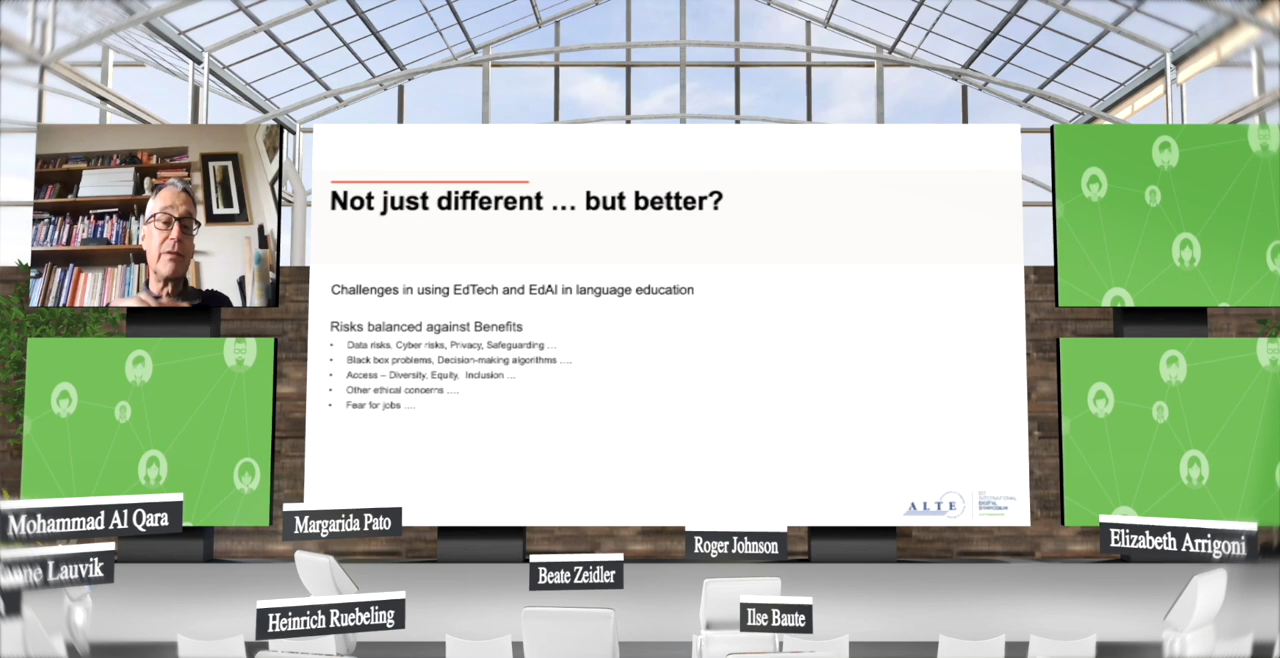 Not just different … but better?
Challenges in using EdTech and EdAI in language education
Risks balanced against Benefits
• Data risks, Cyber risks, Privacy, Safeguarding …
• Black box problems, Decision-making algorithms ….
• Access – Diversity, Equity, Inclusion …
• Other ethical concerns ….
• Fear for jobs ….
ALTE
INTERNATIONAL
DIGITAL
SYMPOSIUM
Mohammad Al Qara
Margarida Pato
Roger Johnson
Elizabeth Arrigoni
Lauvik
Beate Zeidler
Heinrich Ruebeling
Ilse Baute